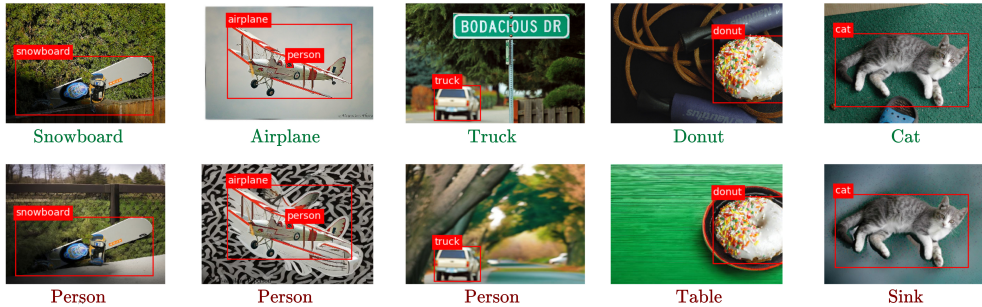 snowboard
airplane
person
BODACIOUS DR
truck
donut
cat
Snowboard
Airplane
Truck
Donut
Cat
snowboard
airplane
person
truck
donut
cat
Person
Person
Person
Table
Sink